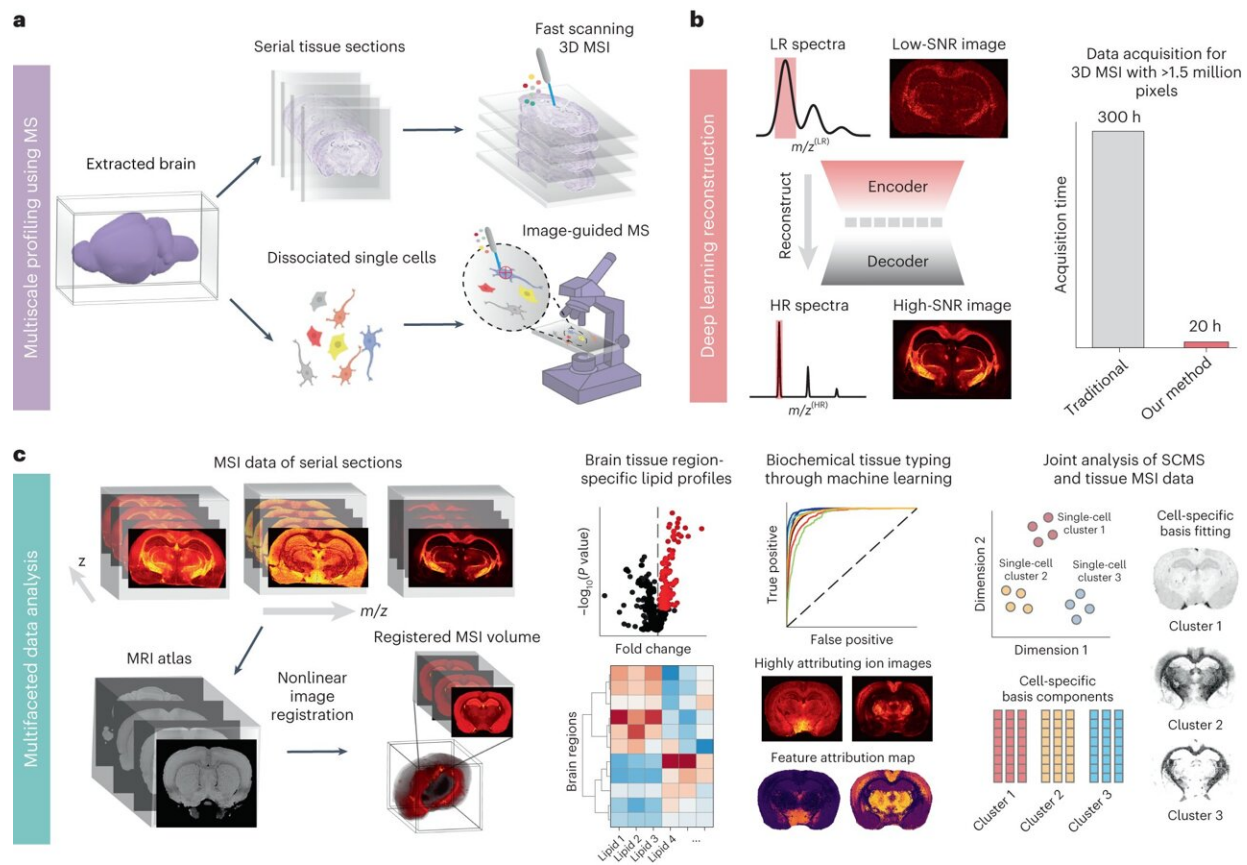 a
Multiscale profiling using MS
Extracted brain
Serial tissue sections
Fast scanning
3D MSI
Dissociated single cells
Image-guided MS
b
Deep learning reconstruction
LR spectra
Low-SNR image
m/z(LR)
Reconstruct
Encoder
Decoder
HR spectra
High-SNR image
m/z(HR)
Data acquisition for
3D MSI with >1.5 million
pixels
300 h
Acquisition time
20 h
Traditional
Our method
c
Multifaceted data analysis
MSI data of serial sections
z
m/z
MRI atlas
Nonlinear
image
registration
Registered MSI volume
Brain tissue region-
specific lipid profiles
−log10(P value)
Fold change
Brain regions
Lipid 1
Lipid 2
Lipid 3
Lipid 4
...
Biochemical tissue typing
through machine learning
True positive
False positive
Highly attributing ion images
Feature attribution map
Joint analysis of SCMS
and tissue MSI data
Dimension 2
Single-cell
cluster 1
Single-cell
cluster 2
Single-cell
cluster 3
Dimension 1
Cell-specific
basis components
Cluster 1
Cluster 2
Cluster 3
Cell-specific
basis fitting
Cluster 1
Cluster 2
Cluster 3